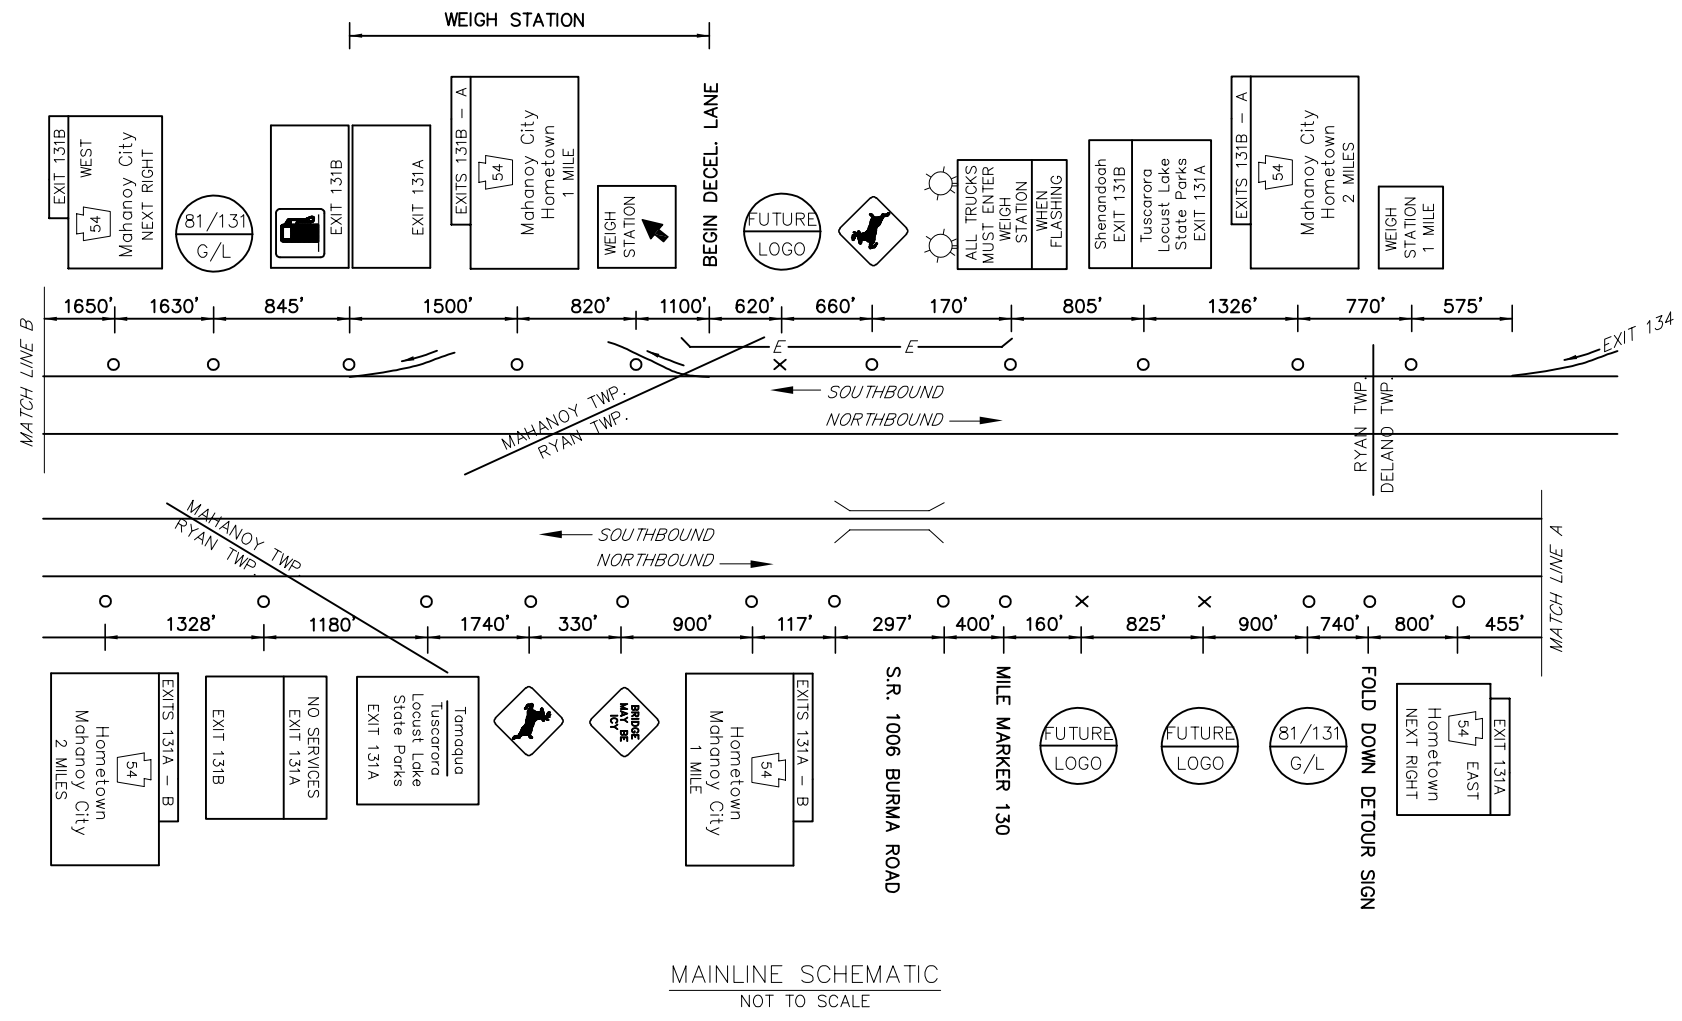 WEIGH STATION
EXIT 131B
WEST
54
Mahanoy City
NEXT RIGHT
81/131
G/L
EXIT 131B
EXIT 131A
EXITS 131B - A
54
Mahanoy City
Hometown
1 MILE
WEIGH
STATION
BEGIN DECEL. LANE
FUTURE
LOGO
ALL TRUCKS
MUST ENTER
WEIGH
STATION
WHEN
FLASHING
Shenandoah
EXIT 131B
Tuscarora
Locust Lake
State Parks
EXIT 131A
EXITS 131B - A
54
Mahanoy City
Hometown
2 MILES
WEIGH
STATION
1 MILE
1650' 1630' 845' 1500' 820' 1100' 620' 660' 170' 805' 1326' 770' 575'
MATCH LINE B
E E
EXIT 134
SOUTHBOUND
NORTHBOUND
MAHANOY TWP.
RYAN TWP.
RYAN TWP.
DELANO TWP.
MAHANOY TWP.
RYAN TWP.
SOUTHBOUND
NORTHBOUND
MATCH LINE A
1328' 1180' 1740' 330' 900' 117' 297' 400' 160' 825' 900' 740' 800' 455'
EXITS 131A - B
54
Hometown
Mahanoy City
2 MILES
NO SERVICES
EXIT 131A
EXIT 131B
Tamaqua
Tuscarora
Locust Lake
State Parks
EXIT 131A
BRIDGE
MAY BE
ICY
EXITS 131A - B
54
Hometown
Mahanoy City
1 MILE
S.R. 1006 BURMA ROAD
MILE MARKER 130
FUTURE
LOGO
FUTURE
LOGO
81/131
G/L
FOLD DOWN DETOUR SIGN
EXIT 131A
54 EAST
Hometown
NEXT RIGHT
MAINLINE SCHEMATIC
NOT TO SCALE